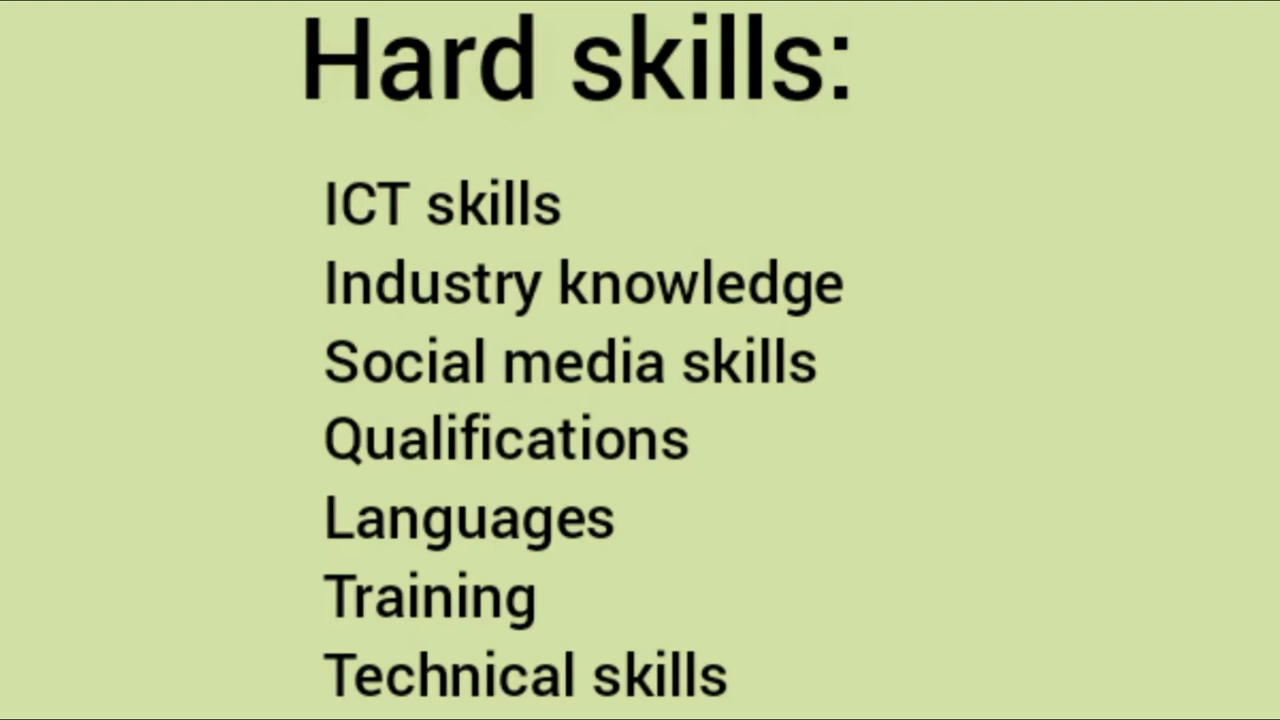 Hard skills:
ICT skills
Industry knowledge
Social media skills
Qualifications
Languages
Training
Technical skills